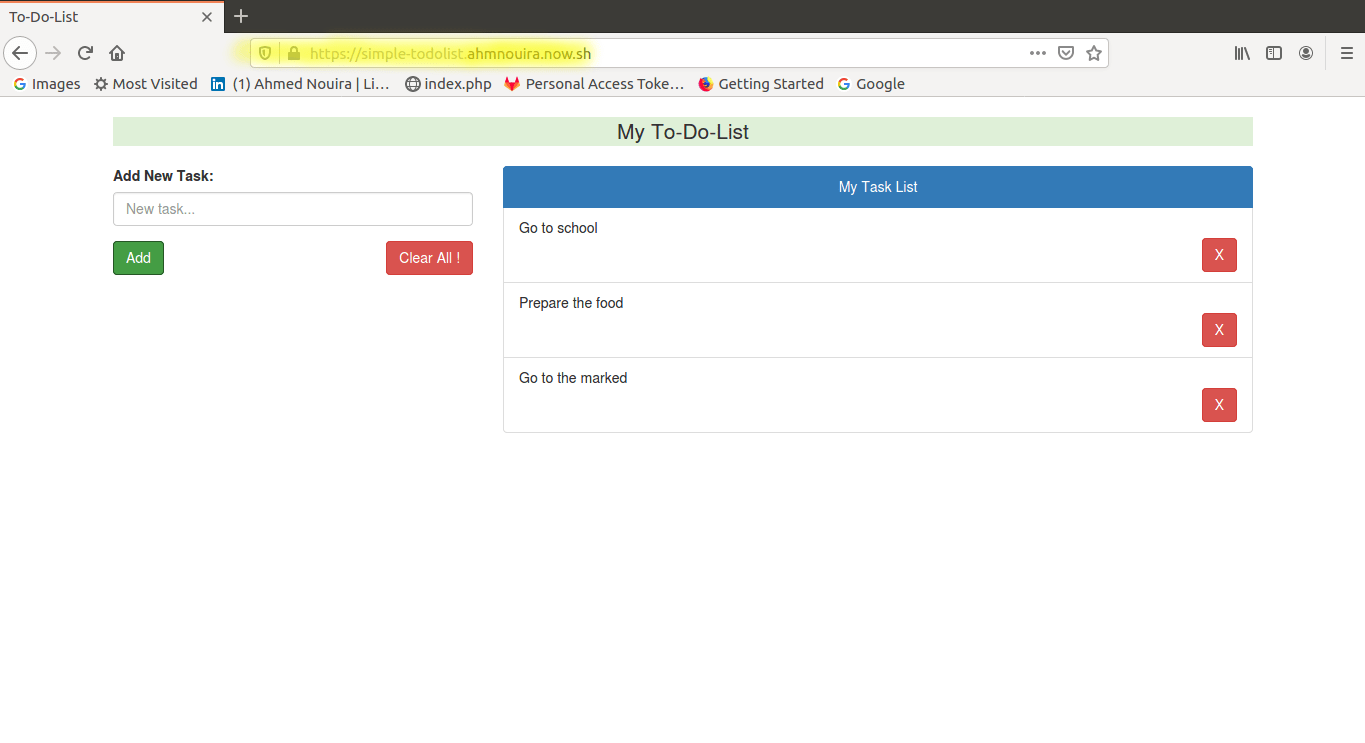 To-Do-List
https://simple-todolist.ahmnouira.now.sh
Images Most Visited (1) Ahmed Nouira | Li… index.php Personal Access Toke… Getting Started Google
My To-Do-List
Add New Task:
New task...
Add Clear All !
My Task List
Go to school
X
Prepare the food
X
Go to the marked
X